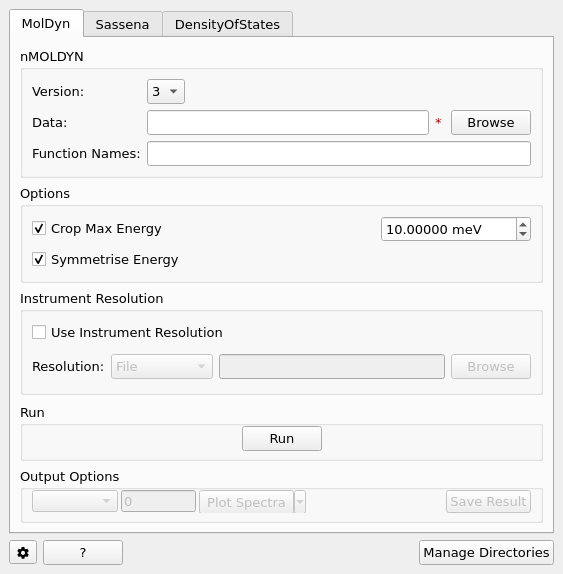 MolDyn Sassena DensityOfStates
nMOLDYN
Version: 3
Data: * Browse
Function Names:
Options
Crop Max Energy 10.00000 meV
Symmetrise Energy
Instrument Resolution
Use Instrument Resolution
Resolution: File Browse
Run
Run
Output Options
0 Plot Spectra Save Result
? Manage Directories